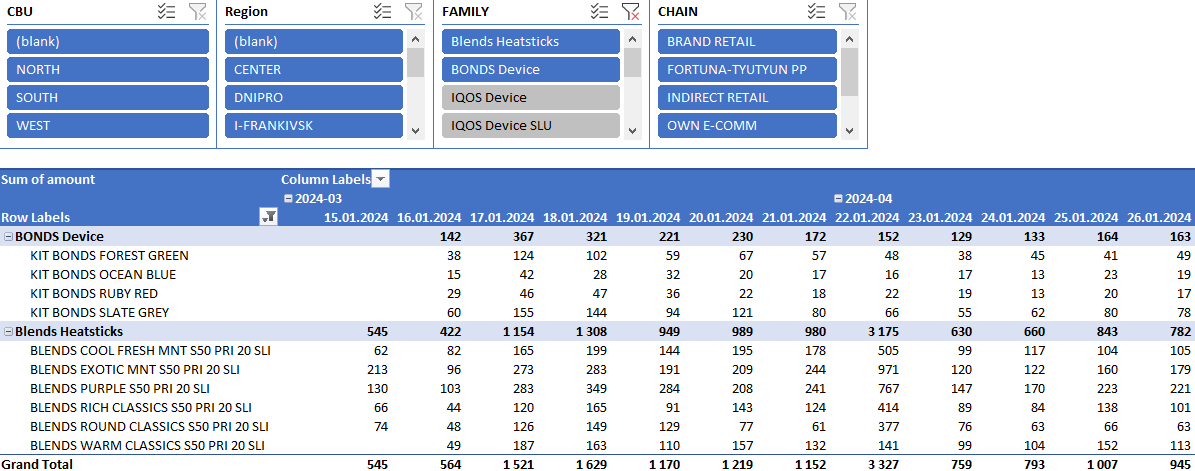 CBU Region FAMILY CHAIN
(blank) (blank) Blends Heatsticks BRAND RETAIL
NORTH CENTER BONDS Device FORTUNA-TYUTYUN PP
SOUTH DNIPRO IQOS Device INDIRECT RETAIL
WEST I-FRANKIVSK IQOS Device SLU OWN E-COMM
Sum of amount Column Labels
2024-03 2024-04
Row Labels 15.01.2024 16.01.2024 17.01.2024 18.01.2024 19.01.2024 20.01.2024 21.01.2024 22.01.2024 23.01.2024 24.01.2024 25.01.2024 26.01.2024
BONDS Device 142 367 321 221 230 172 152 129 133 164 163
KIT BONDS FOREST GREEN 38 124 102 59 67 57 48 38 45 41 49
KIT BONDS OCEAN BLUE 15 42 28 32 20 17 16 17 13 23 19
KIT BONDS RUBY RED 29 46 47 36 22 18 22 19 13 20 17
KIT BONDS SLATE GREY 60 155 144 94 121 80 66 55 62 80 78
Blends Heatsticks 545 422 1 154 1 308 949 989 980 3 175 630 660 843 782
BLENDS COOL FRESH MNT S50 PRI 20 SLI 62 82 165 199 144 195 178 505 99 117 104 105
BLENDS EXOTIC MNT S50 PRI 20 SLI 213 96 273 283 191 209 244 971 120 122 160 179
BLENDS PURPLE S50 PRI 20 SLI 130 103 283 349 284 208 241 767 147 170 223 221
BLENDS RICH CLASSICS S50 PRI 20 SLI 66 44 120 165 91 143 124 414 89 84 138 101
BLENDS ROUND CLASSICS S50 PRI 20 SLI 74 48 126 149 129 77 61 377 76 63 66 63
BLENDS WARM CLASSICS S50 PRI 20 SLI 49 187 163 110 157 132 141 99 104 152 113
Grand Total 545 564 1 521 1 629 1 170 1 219 1 152 3 327 759 793 1 007 945